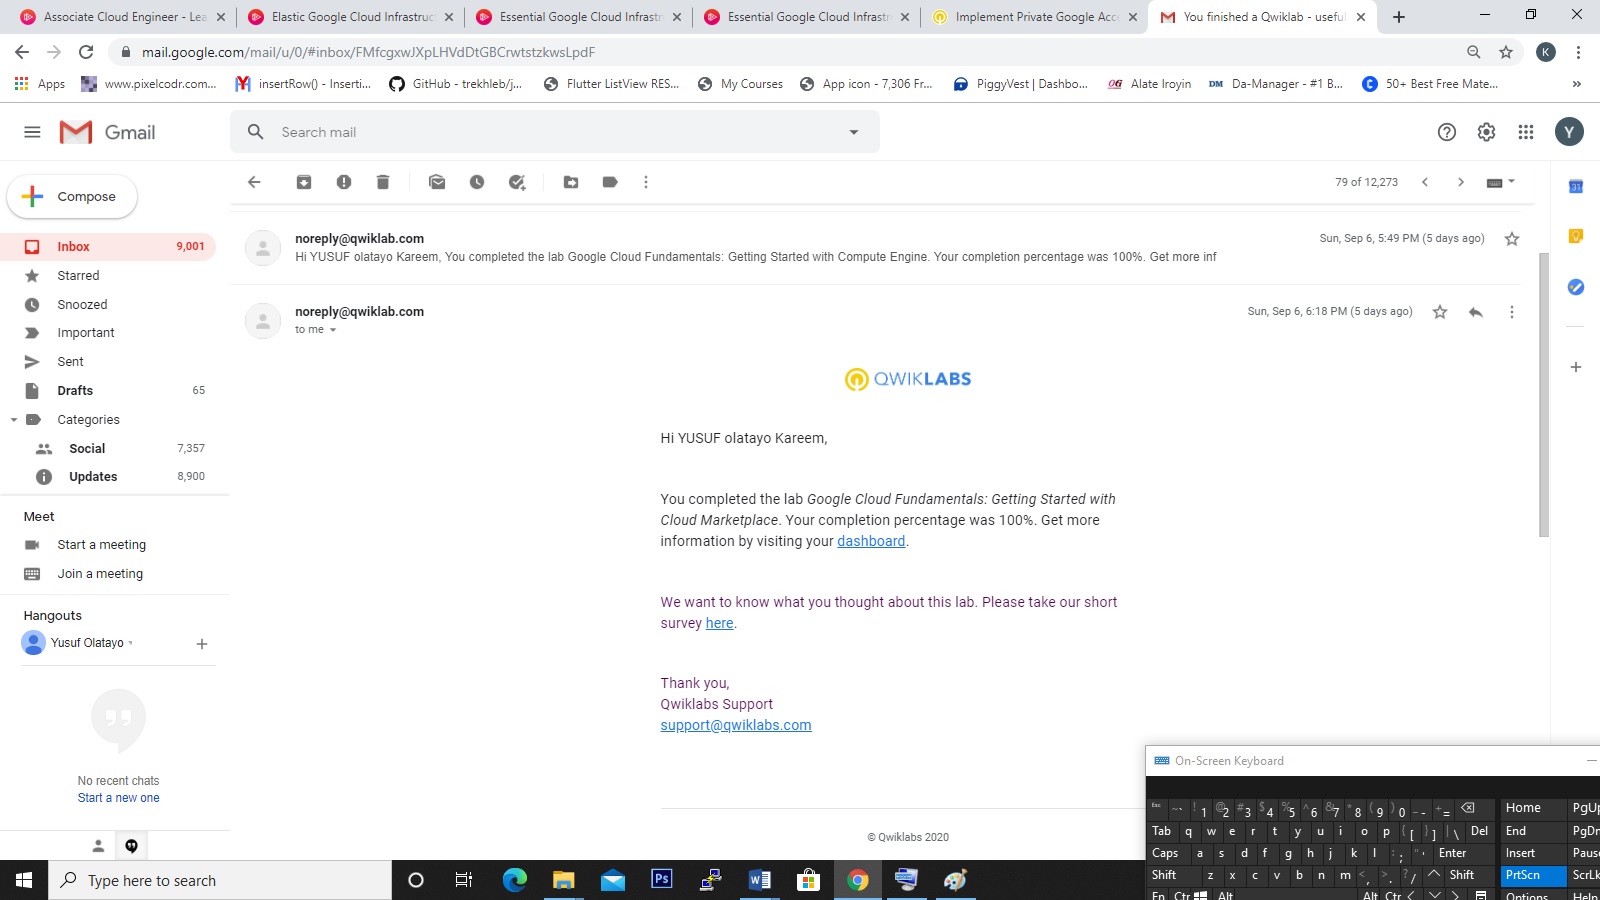 Associate Cloud Engineer - Lea
Elastic Google Cloud Infrastruc
Essential Google Cloud Infrastr
Essential Google Cloud Infrastr
Implement Private Google Acce
You finished a Qwiklab - useful
mail.google.com/mail/u/0/#inbox/FMfcgxwJXpLHVdDtGBCrwtstzkwsLpdF
K
Apps
www.pixelcodr.com...
insertRow() - Inserti...
GitHub - trekhleb/j...
Flutter ListView RES...
My Courses
App icon - 7,306 Fr...
PiggyVest | Dashbo...
Alate Iroyin
DM Da-Manager - #1 B...
50+ Best Free Mate...
»
Gmail
Search mail
Y
Compose
79 of 12,273
31
Inbox 9,001
Starred
Snoozed
Important
Sent
Drafts 65
Categories
Social 7,357
Updates 8,900
Meet
Start a meeting
Join a meeting
Hangouts
Yusuf Olatayo
No recent chats
Start a new one
noreply@qwiklab.com Sun, Sep 6, 5:49 PM (5 days ago)
Hi YUSUF olatayo Kareem, You completed the lab Google Cloud Fundamentals: Getting Started with Compute Engine. Your completion percentage was 100%. Get more inf
noreply@qwiklab.com Sun, Sep 6, 6:18 PM (5 days ago)
to me
QWIKLABS
Hi YUSUF olatayo Kareem,
You completed the lab Google Cloud Fundamentals: Getting Started with
Cloud Marketplace. Your completion percentage was 100%. Get more
information by visiting your dashboard.
We want to know what you thought about this lab. Please take our short
survey here.
Thank you,
Qwiklabs Support
support@qwiklabs.com
© Qwiklabs 2020
On-Screen Keyboard
Esc ~ ` ! 1 @ 2 # 3 $ 4 % 5 ^ 6 & 7 * 8 ( 9 ) 0 _ - + = Home PgUp
Tab q w e r t y u i o p { [ } ] | \ Del End PgDn
Caps a s d f g h j k l : ; " ' Enter Insert Pause
Shift z x c v b n m < , > . ? / Shift PrtScn ScrLk
Fn Ctrl Alt Alt Ctr Options Help
Type here to search
Ps